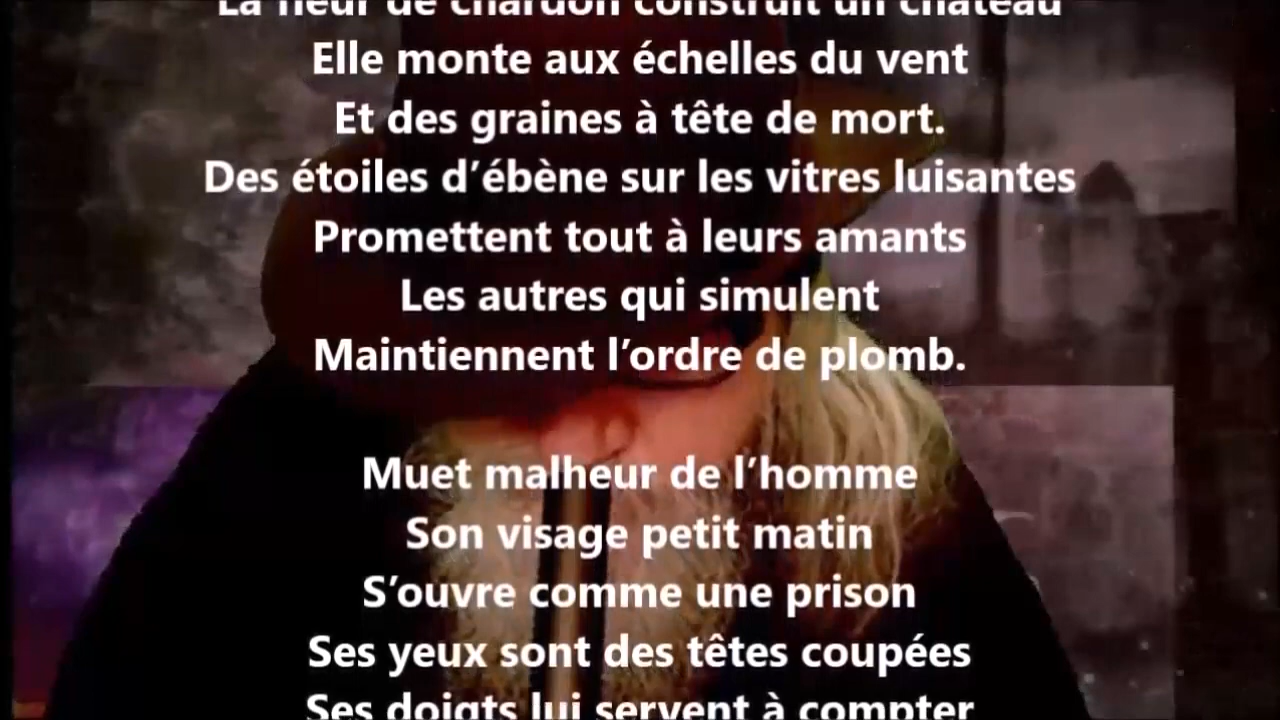 La fleur de chardon construit un château
Elle monte aux échelles du vent
Et des graines à tête de mort.
Des étoiles d’ébène sur les vitres luisantes
Promettent tout à leurs amants
Les autres qui simulent
Maintiennent l’ordre de plomb.
Muet malheur de l’homme
Son visage petit matin
S’ouvre comme une prison
Ses yeux sont des têtes coupées
Ses doigts lui servent à compter